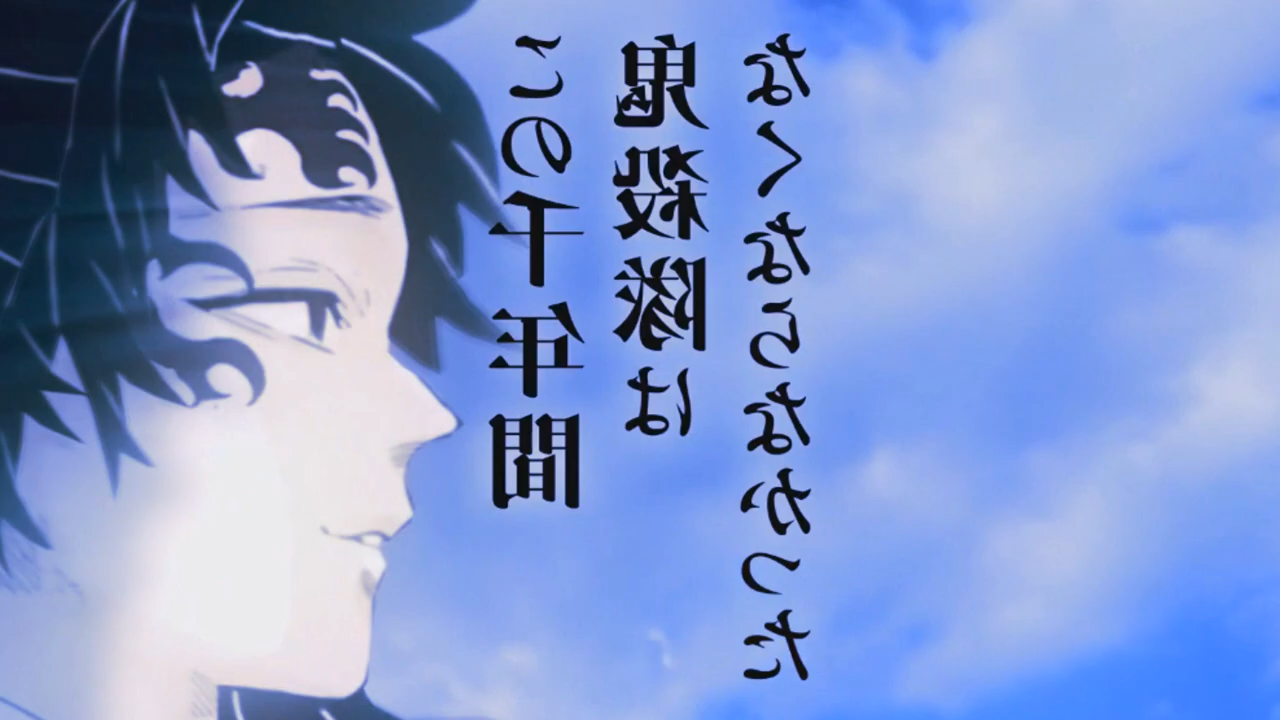 この千年間
鬼殺隊は
なくならなかった